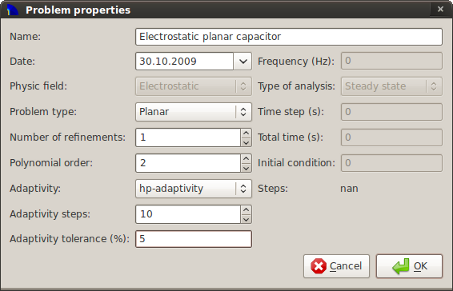 Problem properties
Name: Electrostatic planar capacitor
Date: 30.10.2009 Frequency (Hz): 0
Physic field: Electrostatic Type of analysis: Steady state
Problem type: Planar Time step (s): 0
Number of refinements: 1 Total time (s): 0
Polynomial order: 2 Initial condition: 0
Adaptivity: hp-adaptivity Steps: nan
Adaptivity steps: 10
Adaptivity tolerance (%): 5
Cancel OK